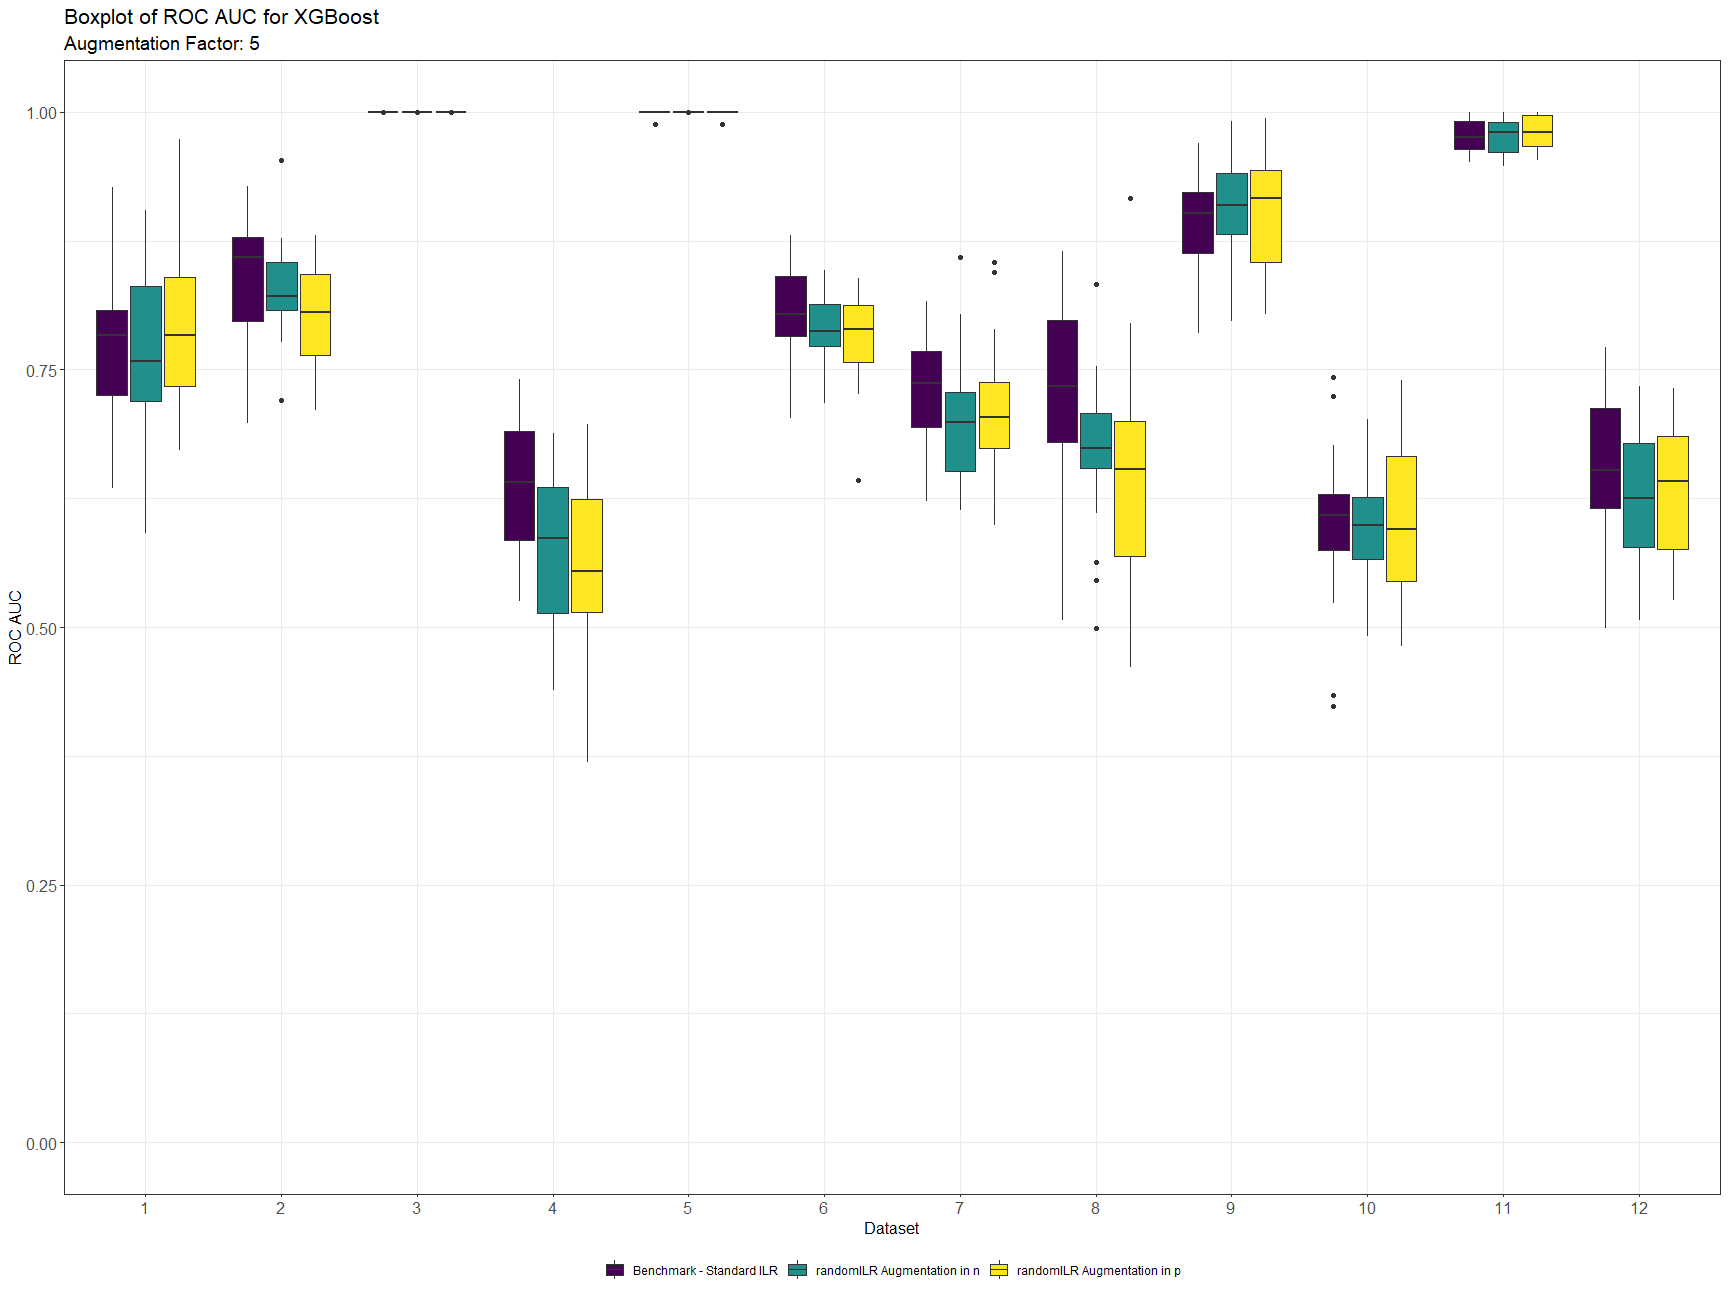 Boxplot of ROC AUC for XGBoost
Augmentation Factor: 5
ROC AUC
1.00
0.75
0.50
0.25
0.00
1 2 3 4 5 6 7 8 9 10 11 12
Dataset
Benchmark - Standard ILR randomILR Augmentation in n randomILR Augmentation in p